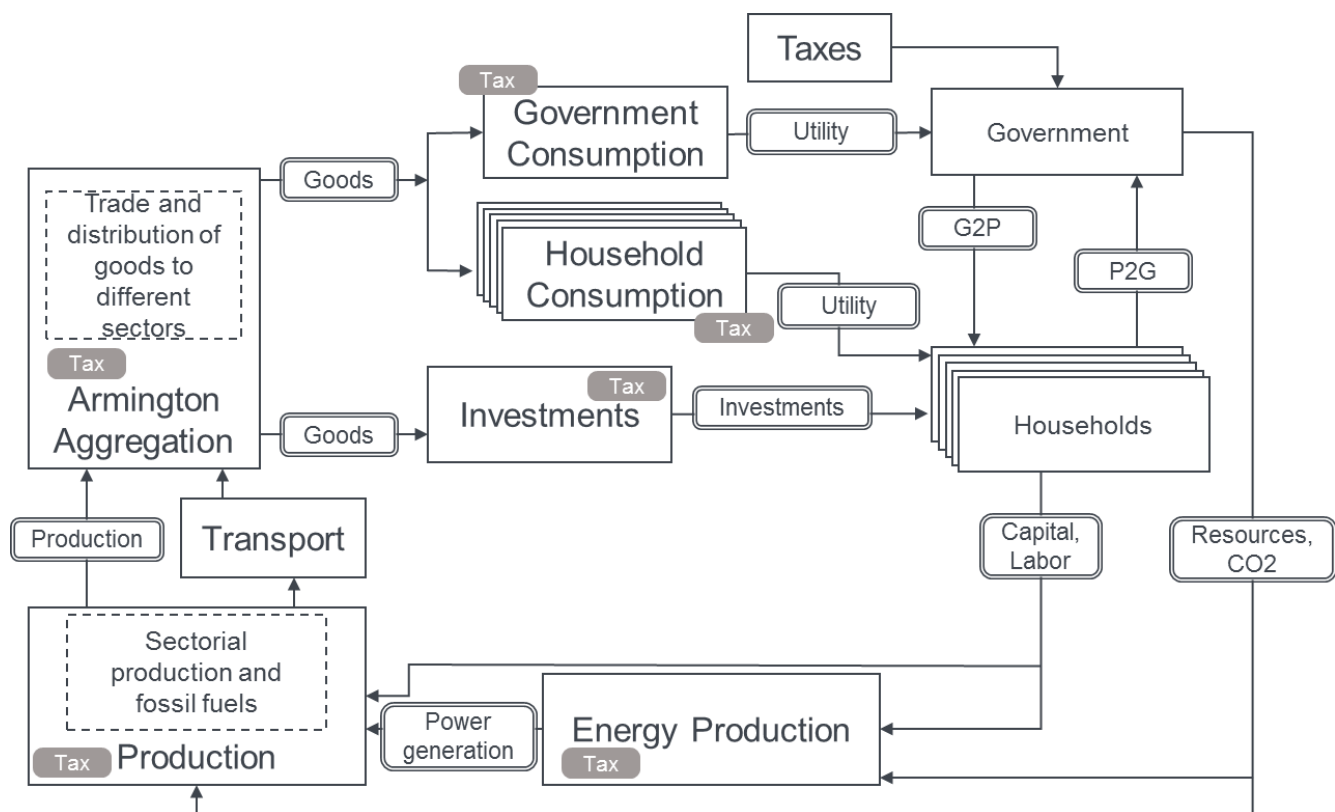 Taxes
Tax
Government
Consumption
Utility
Government
Goods
Trade and
distribution of
goods to
different
sectors
Tax
Armington
Aggregation
Household
Consumption
Tax
Utility
G2P
P2G
Goods
Tax
Investments
Investments
Households
Production
Transport
Capital,
Labor
Resources,
CO2
Sectorial
production and
fossil fuels
Tax
Production
Power
generation
Energy Production
Tax